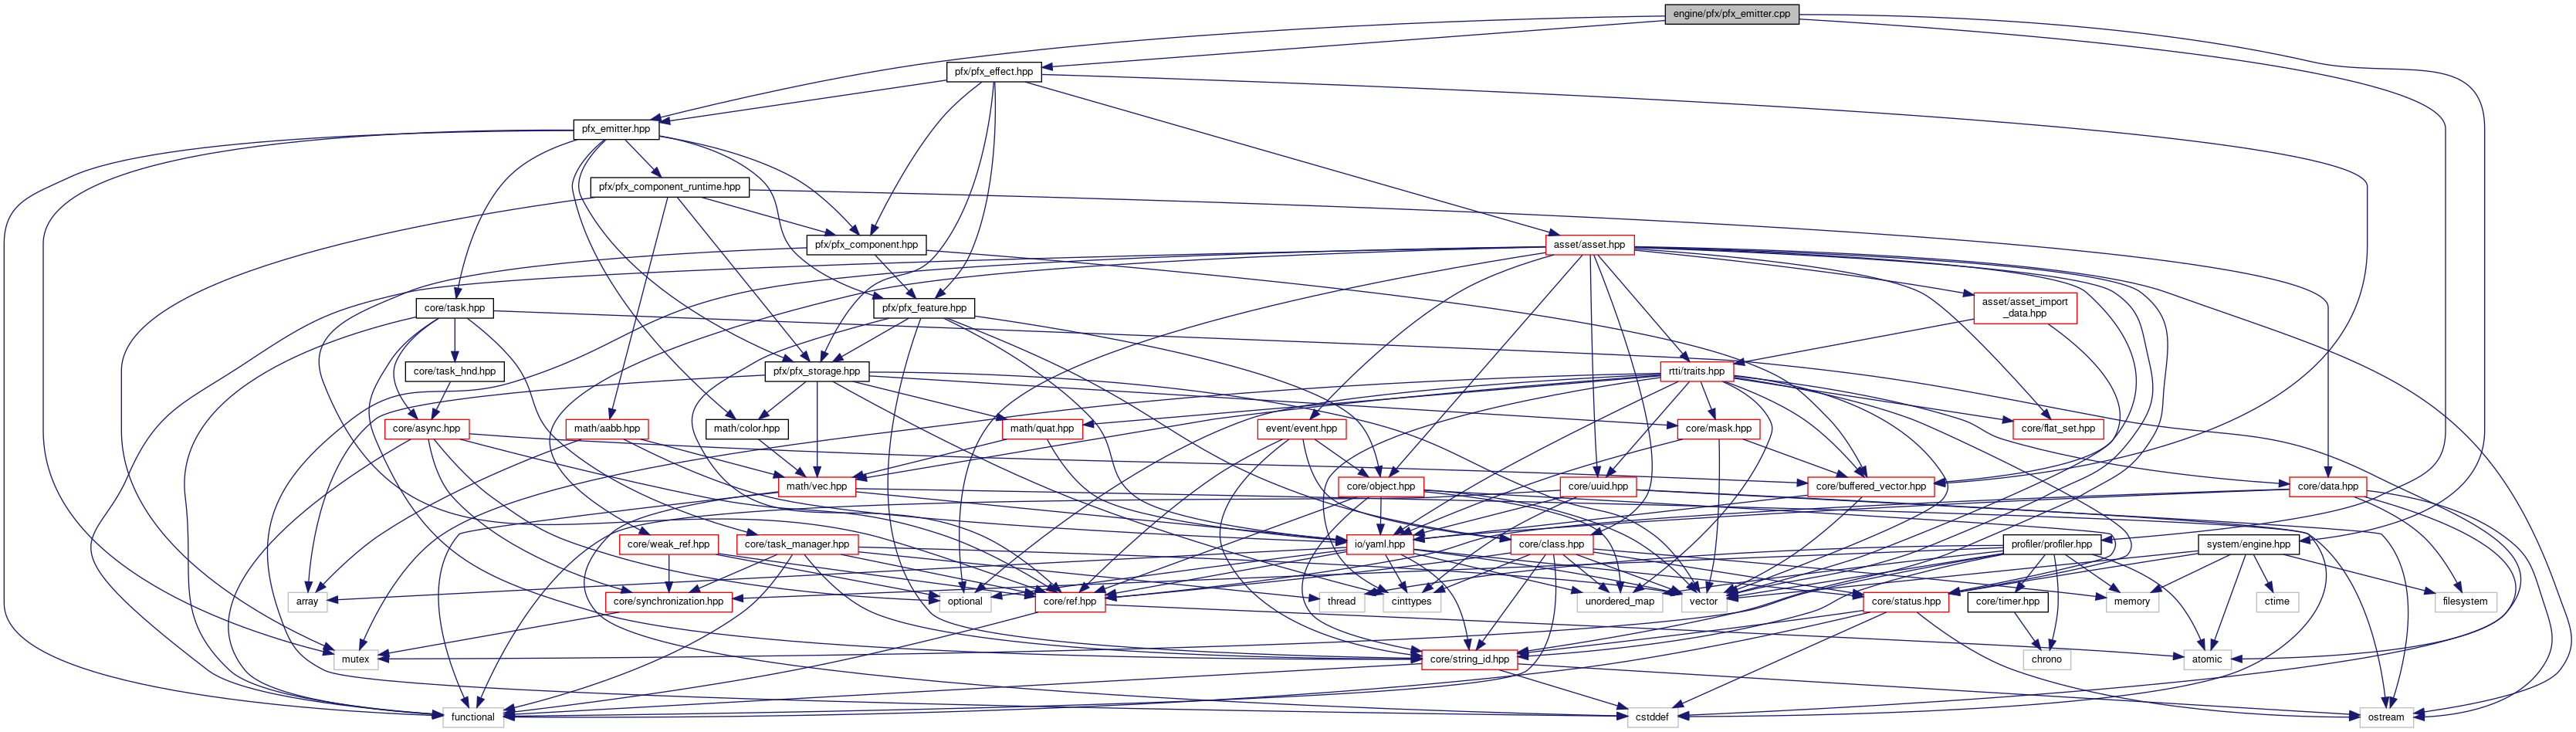 engine/pfx/pfx_emitter.cpp
pfx/pfx_effect.hpp
pfx_emitter.hpp
pfx/pfx_component_runtime.hpp
pfx/pfx_component.hpp
asset/asset.hpp
core/task.hpp
pfx/pfx_feature.hpp
asset/asset_import
_data.hpp
core/task_hnd.hpp
pfx/pfx_storage.hpp
rtti/traits.hpp
core/async.hpp
math/aabb.hpp
math/color.hpp
math/quat.hpp
event/event.hpp
core/mask.hpp
core/flat_set.hpp
math/vec.hpp
core/object.hpp
core/uuid.hpp
core/buffered_vector.hpp
core/data.hpp
core/weak_ref.hpp
core/task_manager.hpp
io/yaml.hpp
core/class.hpp
profiler/profiler.hpp
system/engine.hpp
array
core/synchronization.hpp
optional
core/ref.hpp
thread
cinttypes
unordered_map
vector
core/status.hpp
core/timer.hpp
memory
ctime
filesystem
mutex
core/string_id.hpp
chrono
atomic
functional
cstddef
ostream